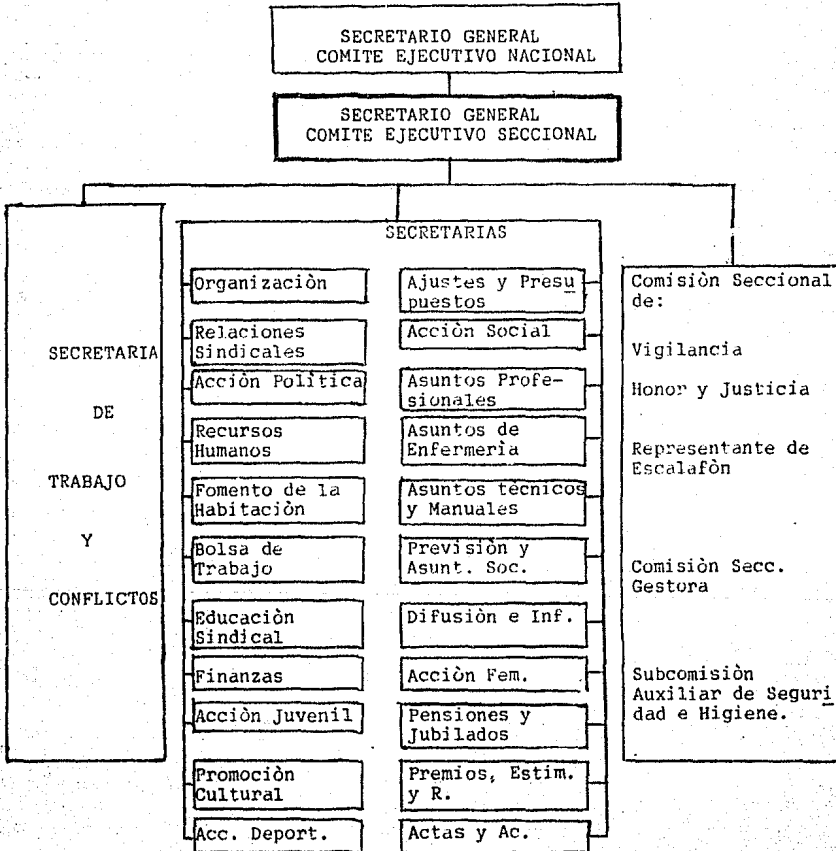 SECRETARIO GENERAL
COMITE EJECUTIVO NACIONAL
SECRETARIO GENERAL
COMITE EJECUTIVO SECCIONAL
SECRETARIA
DE
TRABAJO
Y
CONFLICTOS
SECRETARIAS
Organizaciòn
Relaciones
Sindicales
Acciòn Polìtica
Recursos
Humanos
Fomento de la
Habitaciòn
Bolsa de
Trabajo
Educaciòn
Sindical
Finanzas
Acciòn Juvenil
Promociòn
Cultural
Acc. Deport.
Ajustes y Presu
puestos
Acciòn Social
Asuntos Profe-
sionales
Asuntos de
Enfermerìa
Asuntos tècnicos
y Manuales
Previsiòn y
Asunt. Soc.
Difusiòn e Inf.
Acciòn Fem.
Pensiones y
Jubilados
Premios, Estim.
y R.
Actas y Ac.
Comisiòn Seccional
de:
Vigilancia
Honor y Justicia
Representante de
Escalafòn
Comisiòn Secc.
Gestora
Subcomisiòn
Auxiliar de Seguri
dad e Higiene.